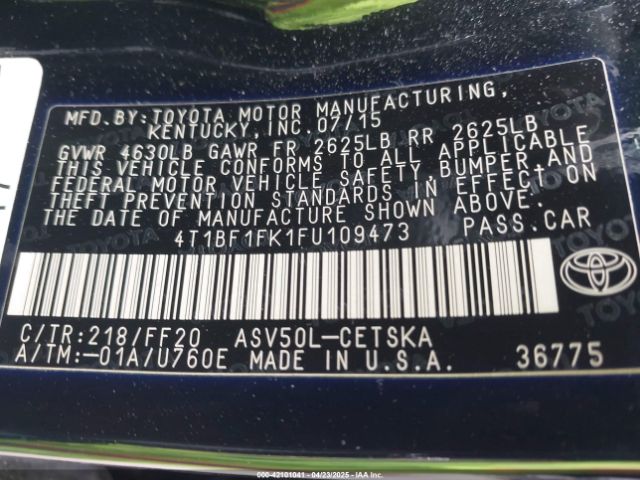 MFD.BY:TOYOTA MOTOR MANUFACTURING,
KENTUCKY,INC.07/15
GVWR 4630LB GAWR FR 2625LB RR 2625LB
THIS VEHICLE CONFORMS TO ALL APPLICABLE
FEDERAL MOTOR VEHICLE SAFETY,BUMPER,AND
THEFT PREVENTION STANDARDS IN EFFECT ON
THE DATE OF MANUFACTURE SHOWN ABOVE.
4T1BF1FK1FU109473 PASS.CAR
C/TR:218/FF20 ASV50L-CETSKA
A/TM:-01A/U760E MADE IN U.S.A. 36775
TOYOTA
000-42101041 - 04/23/2025 - IAA Inc.